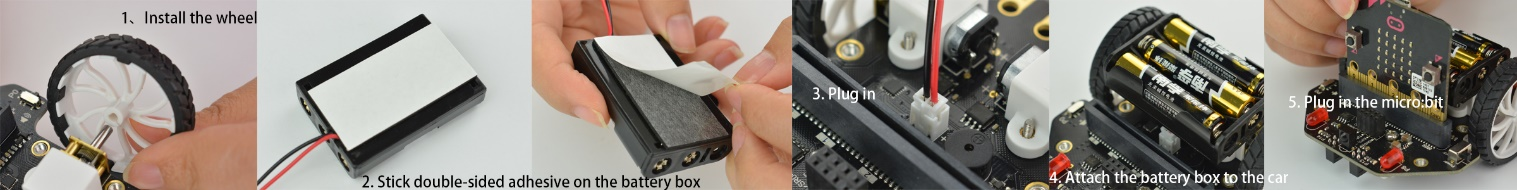 1、Install the wheel
2. Stick double-sided adhesive on the battery box
3. Plug in
4. Attach the battery box to the car
5. Plug in the micro:bit